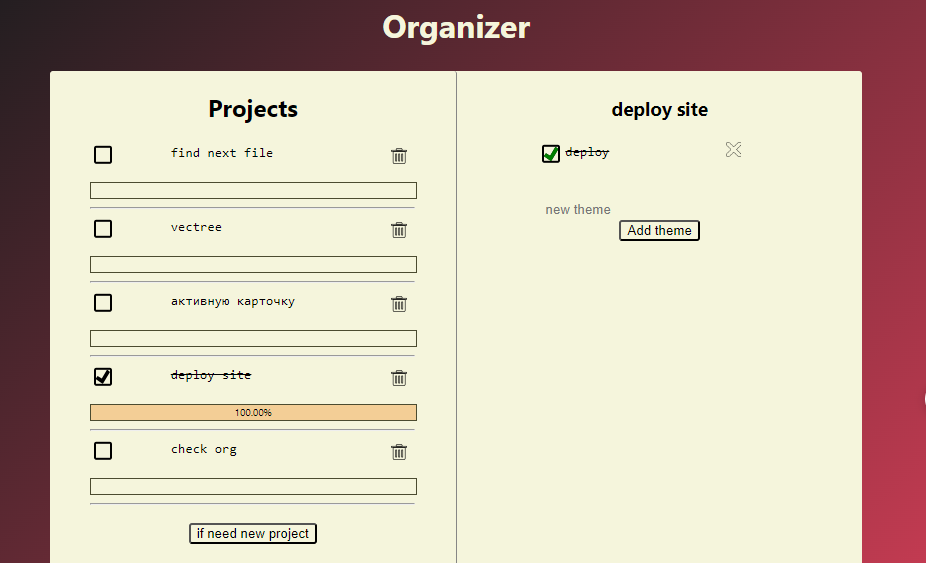 Organizer
Projects
find next file
vectree
активную карточку
deploy site
100.00%
check org
if need new project
deploy site
deploy
new theme
Add theme